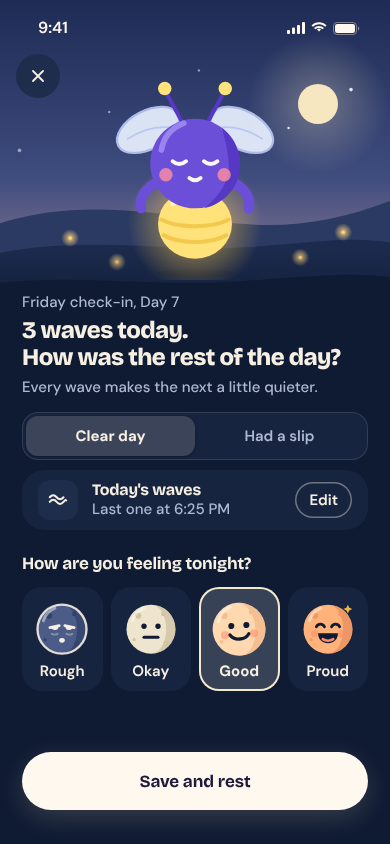 9:41
Friday check-in, Day 7
3 waves today.
How was the rest of the day?
Every wave makes the next a little quieter.
Clear day
Had a slip
Today's waves
Last one at 6:25 PM
Edit
How are you feeling tonight?
Rough
Okay
Good
Proud
Save and rest